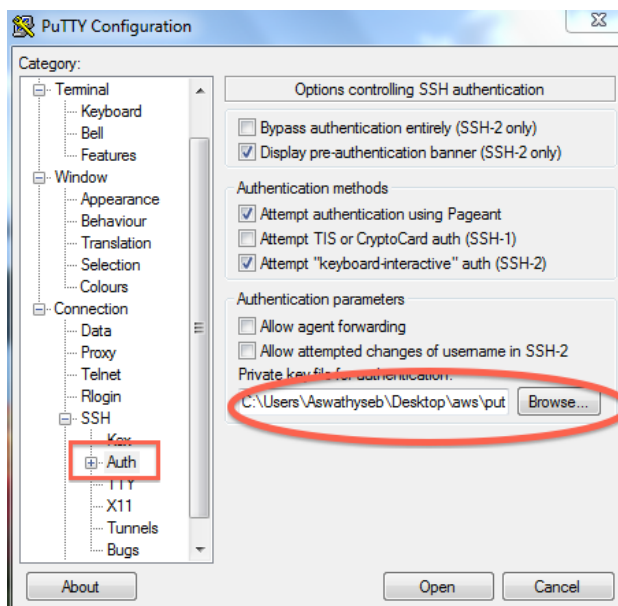 PuTTY Configuration
Category:
Terminal
Keyboard
Bell
Features
Window
Appearance
Behaviour
Translation
Selection
Colours
Connection
Data
Proxy
Telnet
Rlogin
SSH
Kex
Auth
TTY
X11
Tunnels
Bugs
Options controlling SSH authentication
Bypass authentication entirely (SSH-2 only)
Display pre-authentication banner (SSH-2 only)
Authentication methods
Attempt authentication using Pageant
Attempt TIS or CryptoCard auth (SSH-1)
Attempt "keyboard-interactive" auth (SSH-2)
Authentication parameters
Allow agent forwarding
Allow attempted changes of username in SSH-2
Private key file for authentication:
C:\Users\Aswathyseb\Desktop\aws\put Browse...
About Open Cancel